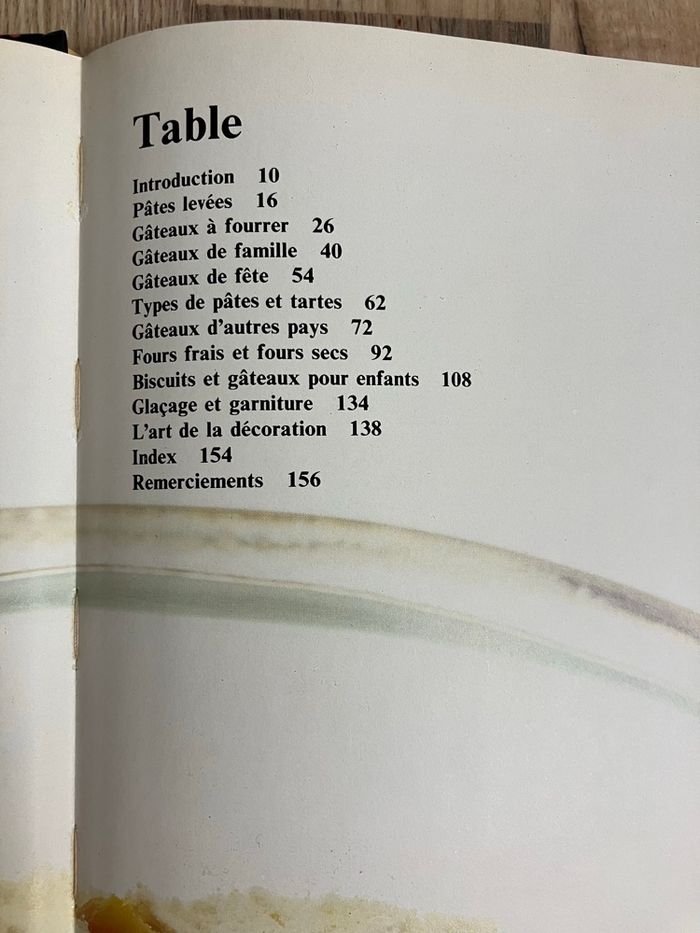 Table
Introduction 10
Pâtes levées 16
Gâteaux à fourrer 26
Gâteaux de famille 40
Gâteaux de fête 54
Types de pâtes et tartes 62
Gâteaux d'autres pays 72
Fours frais et fours secs 92
Biscuits et gâteaux pour enfants 108
Glaçage et garniture 134
L'art de la décoration 138
Index 154
Remerciements 156